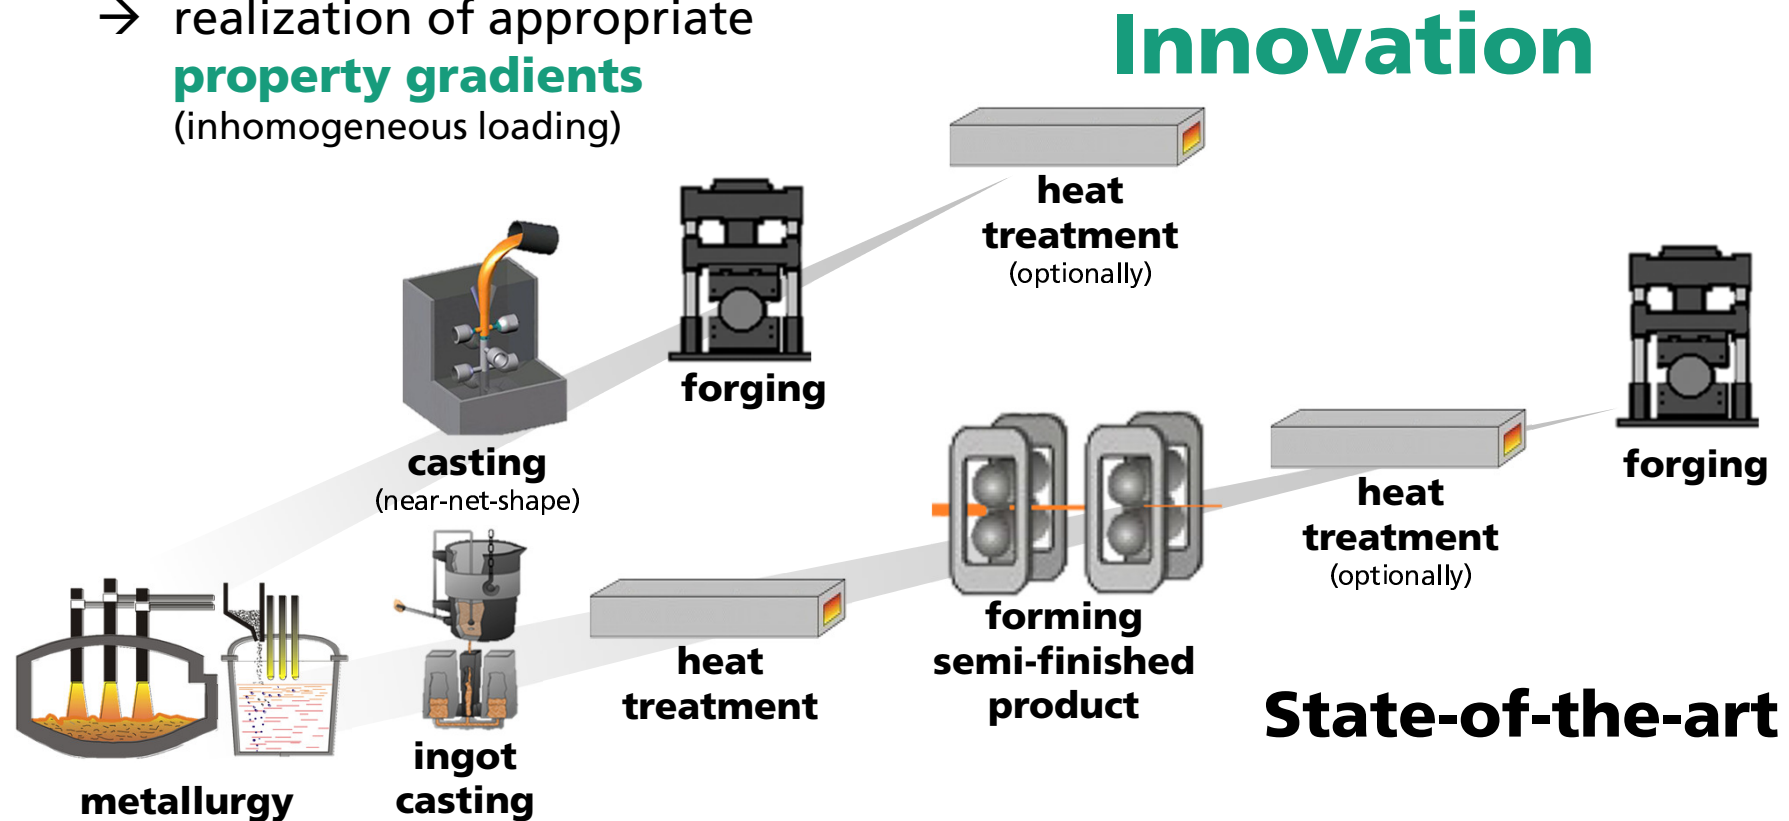 → realization of appropriate
property gradients
(inhomogeneous loading)
Innovation
heat
treatment
(optionally)
forging
casting
(near-net-shape)
forging
heat
treatment
(optionally)
forming
semi-finished
product
heat
treatment
State-of-the-art
ingot
casting
metallurgy